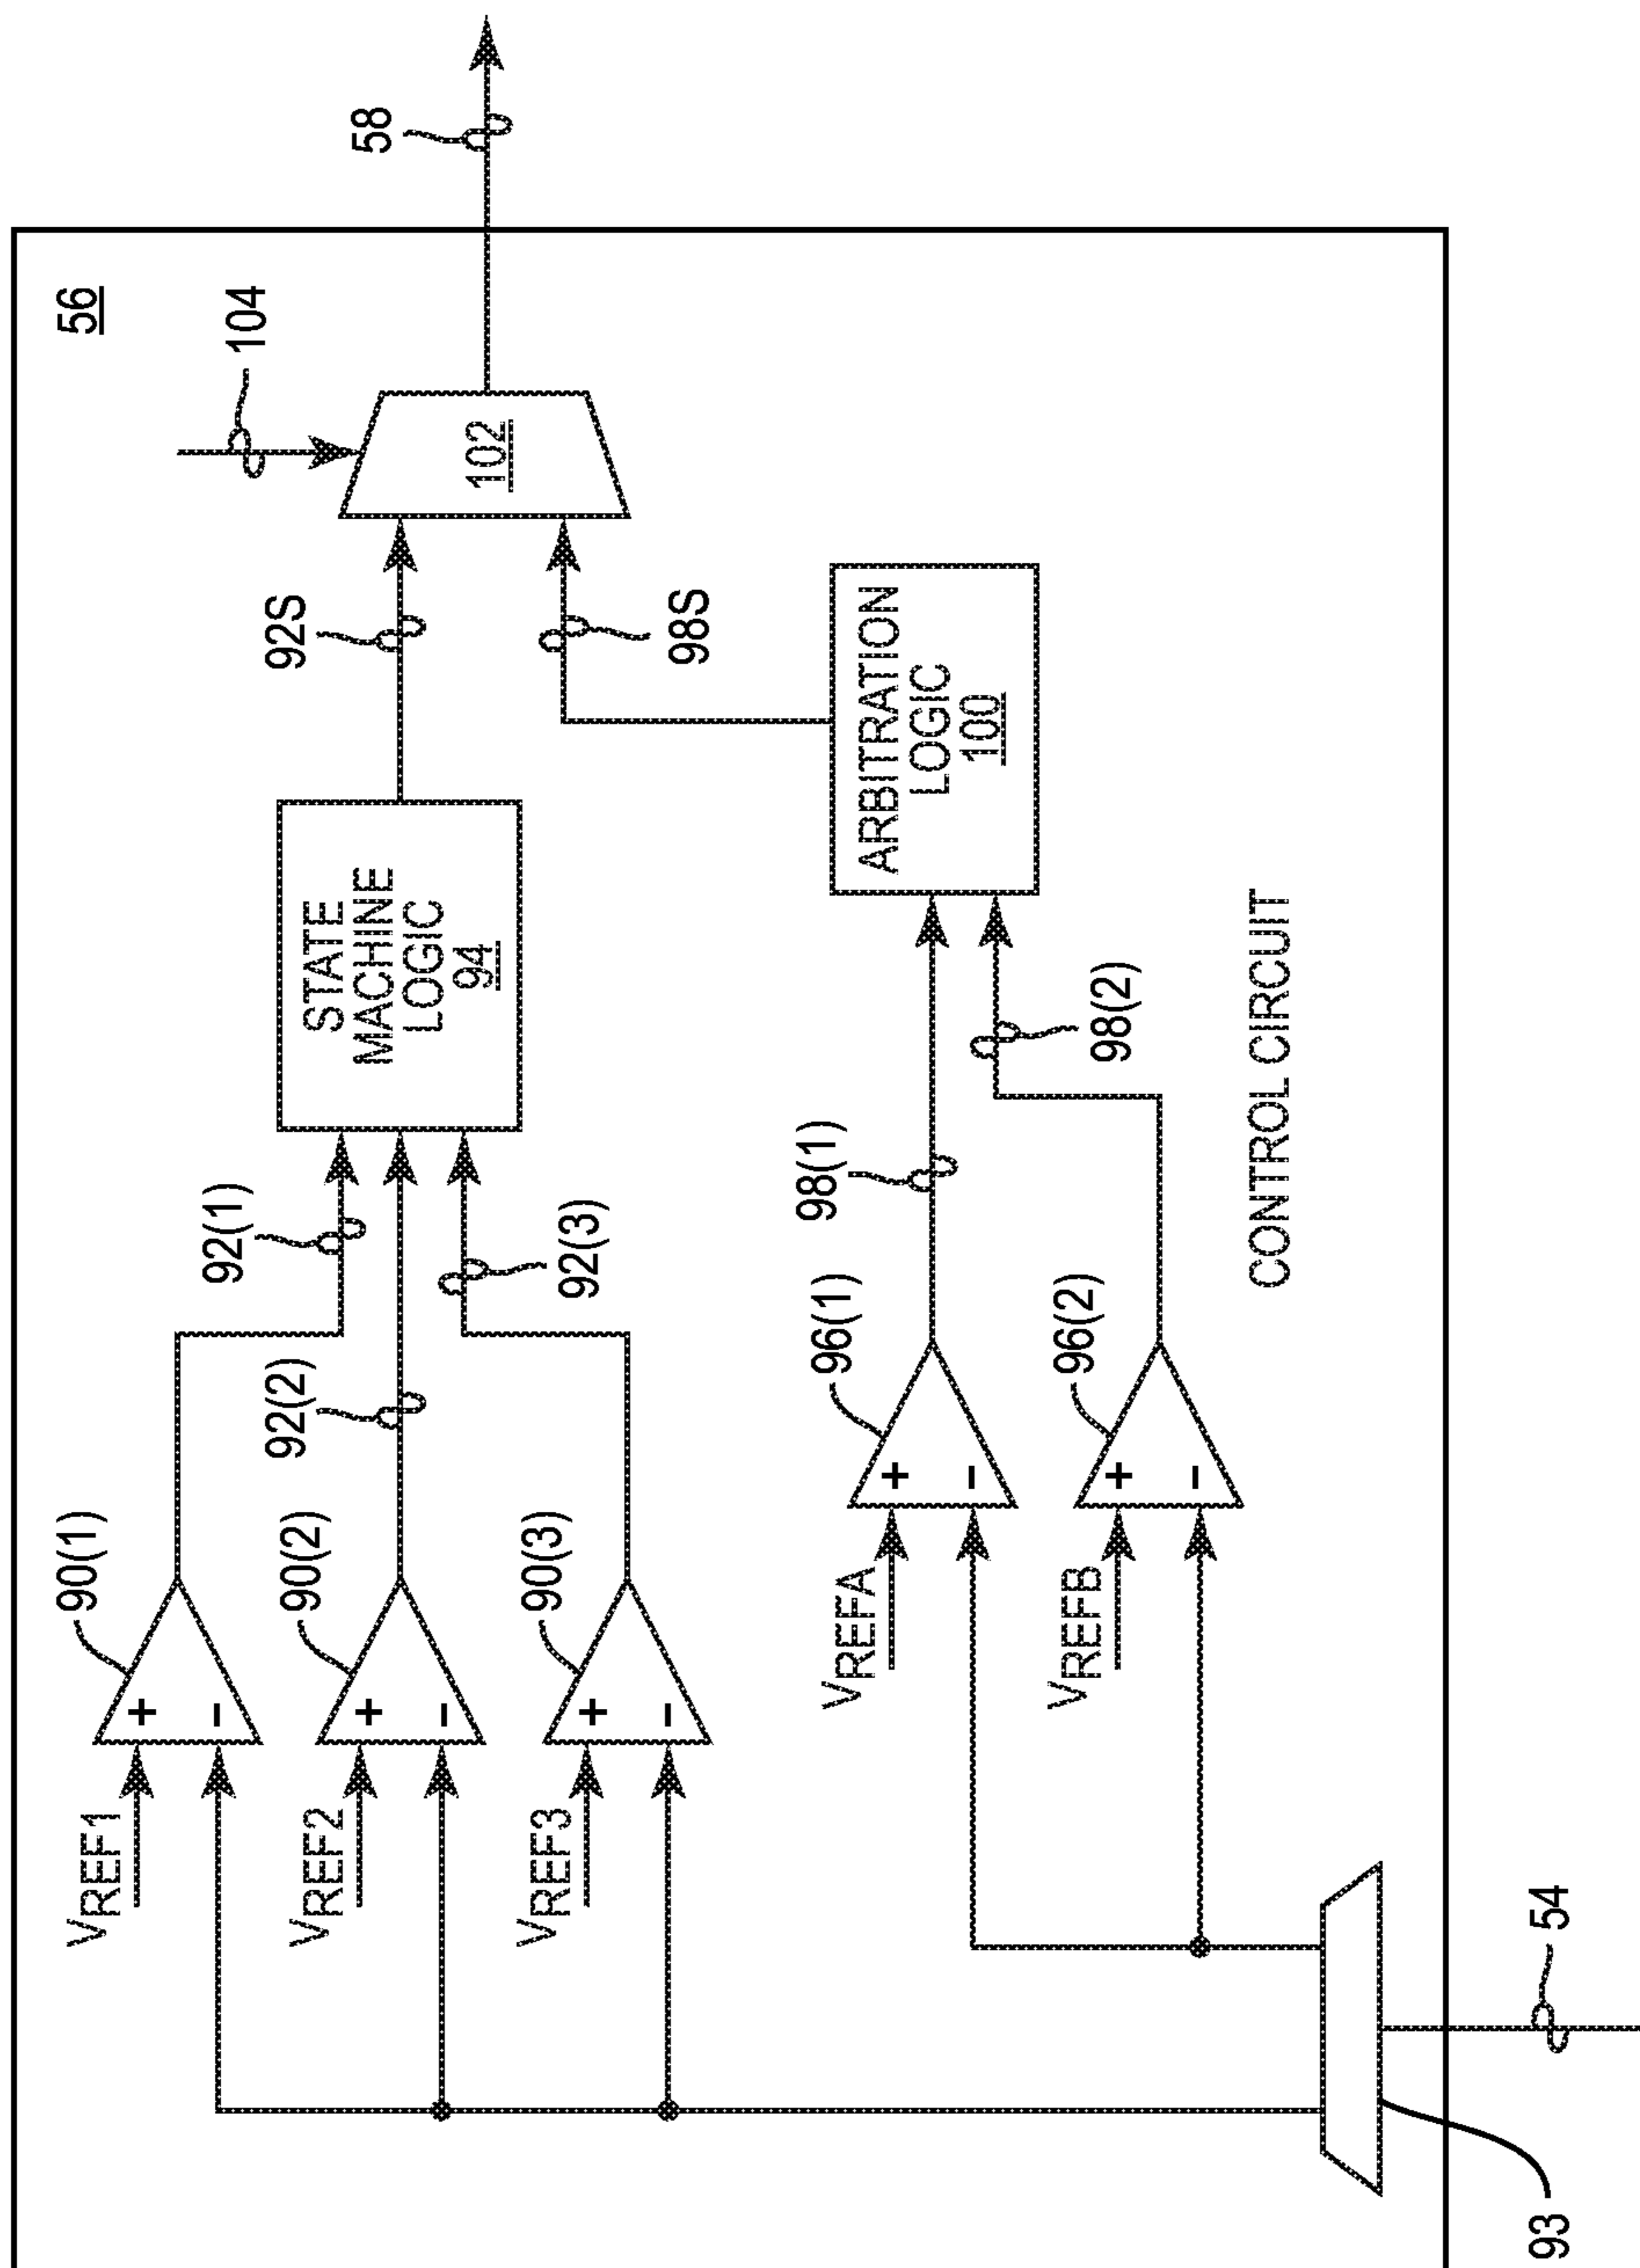 56
58
104
102
92S
98S
STATE
MACHINE
LOGIC
94
ARBITRATION
LOGIC
100
92(1)
92(2)
92(3)
98(1)
98(2)
90(1)
90(2)
90(3)
96(1)
96(2)
+
-
+
-
+
-
+
-
+
-
VREF1
VREF2
VREF3
VREFA
VREFB
CONTROL CIRCUIT
54
93